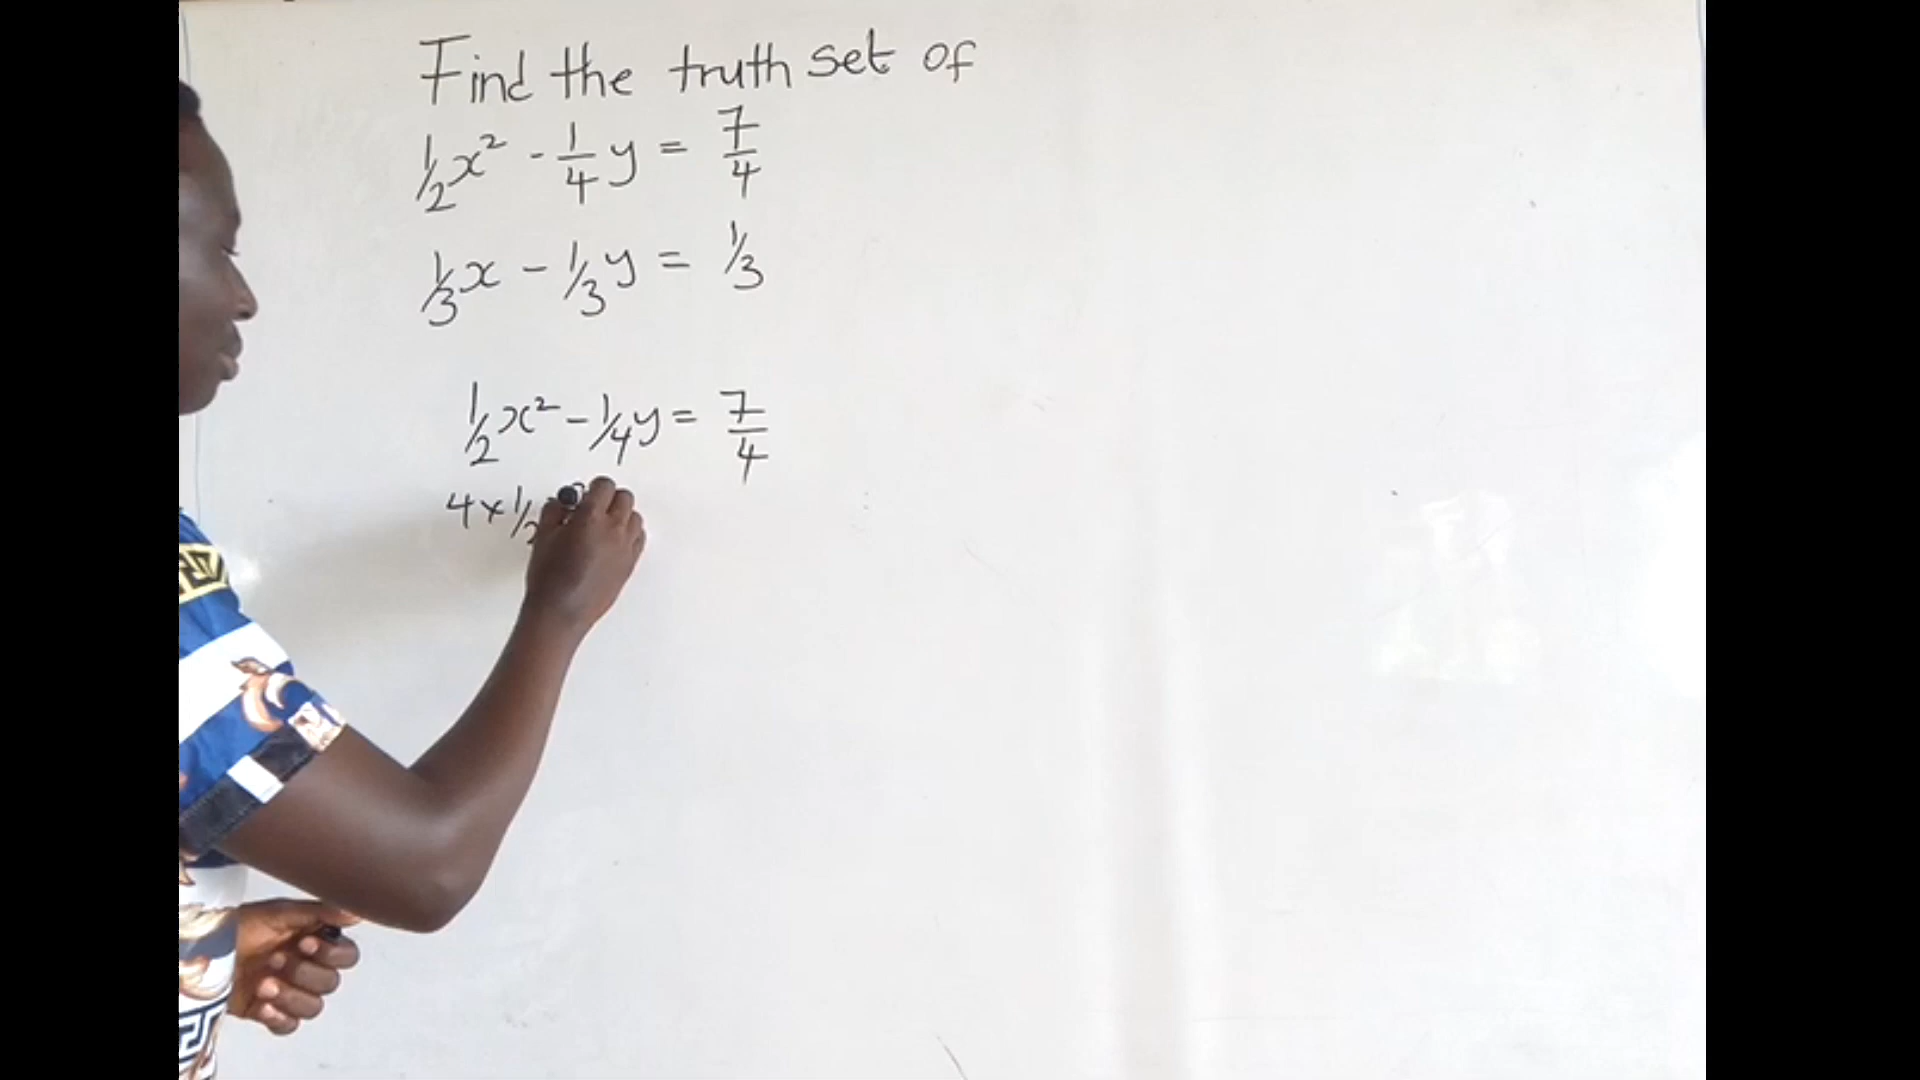 Find the truth set of
½x² - 1/4 y = 7/4
⅓x - ⅓y = ⅓
½x² - ¼y = 7/4
4 × ½